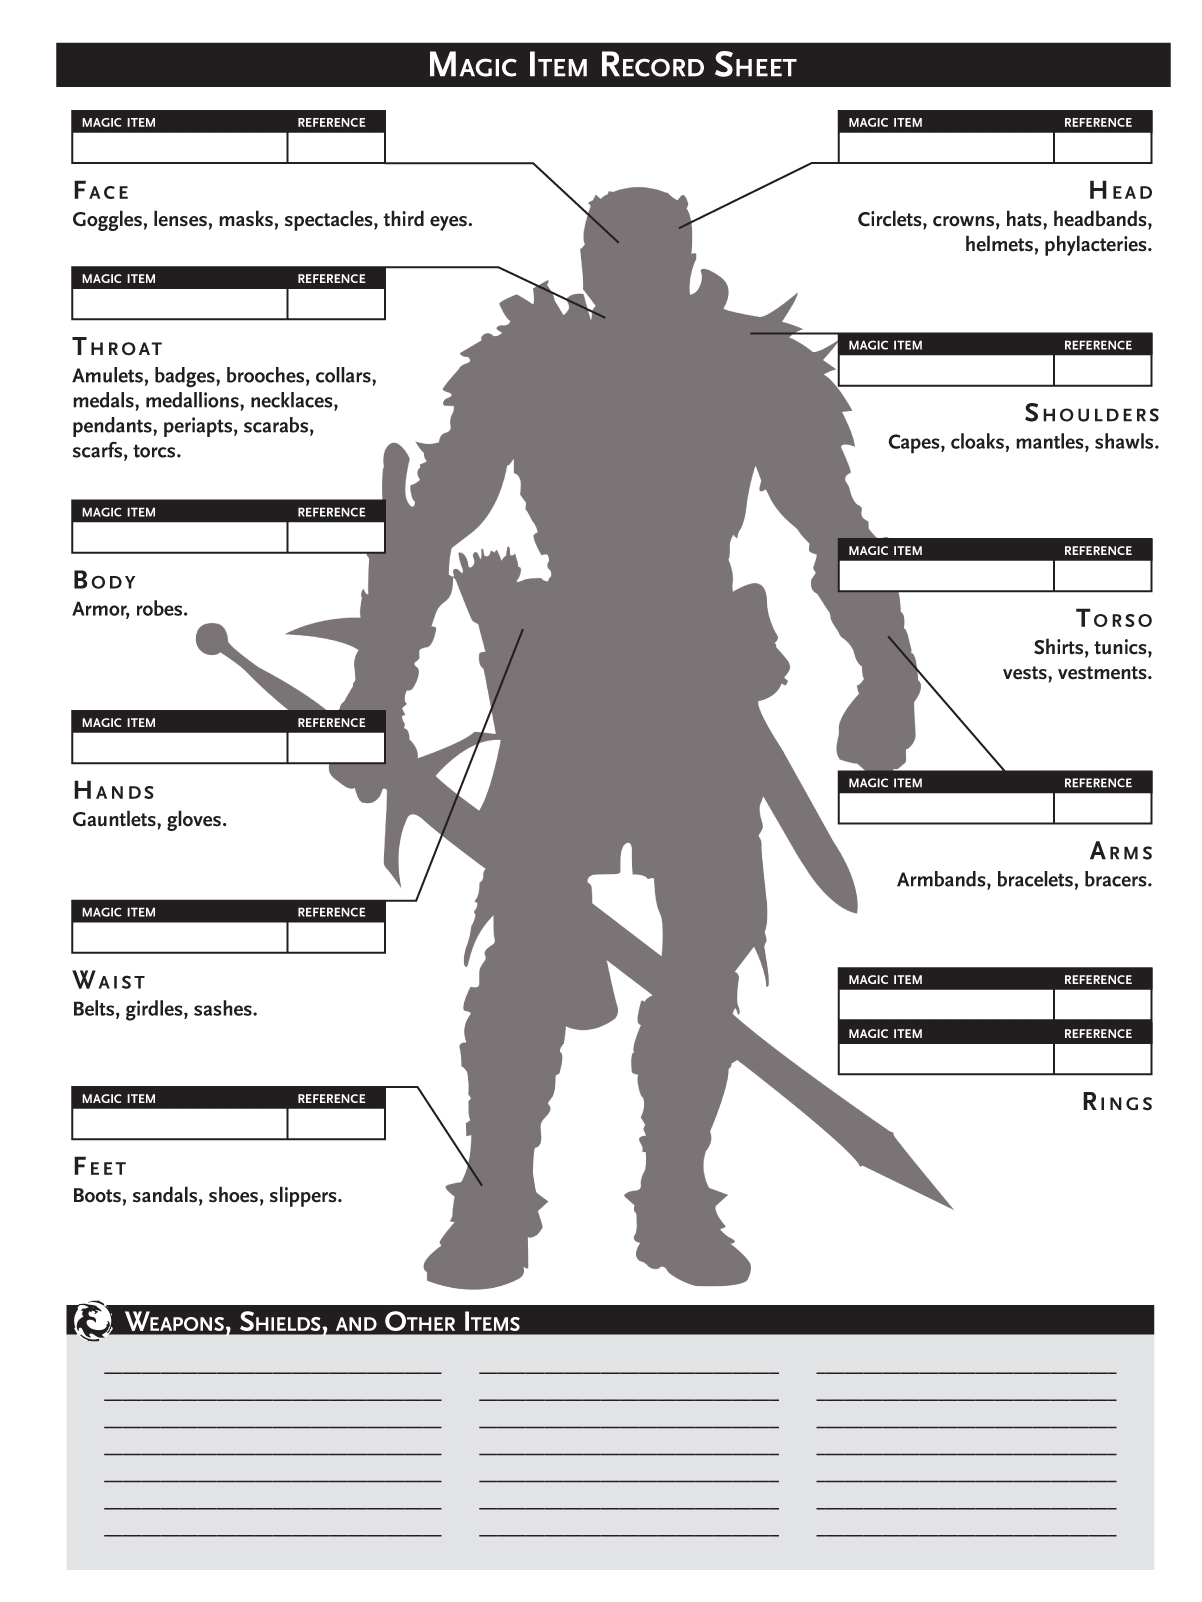 Magic Item Record Sheet
MAGIC ITEM REFERENCE
Face
Goggles, lenses, masks, spectacles, third eyes.
MAGIC ITEM REFERENCE
Throat
Amulets, badges, brooches, collars,
medals, medallions, necklaces,
pendants, periapts, scarabs,
scarfs, torcs.
MAGIC ITEM REFERENCE
Body
Armor, robes.
MAGIC ITEM REFERENCE
Hands
Gauntlets, gloves.
MAGIC ITEM REFERENCE
Waist
Belts, girdles, sashes.
MAGIC ITEM REFERENCE
Feet
Boots, sandals, shoes, slippers.
MAGIC ITEM REFERENCE
Head
Circlets, crowns, hats, headbands,
helmets, phylacteries.
MAGIC ITEM REFERENCE
Shoulders
Capes, cloaks, mantles, shawls.
MAGIC ITEM REFERENCE
Torso
Shirts, tunics,
vests, vestments.
MAGIC ITEM REFERENCE
Arms
Armbands, bracelets, bracers.
MAGIC ITEM REFERENCE
MAGIC ITEM REFERENCE
Rings
Weapons, Shields, and Other Items